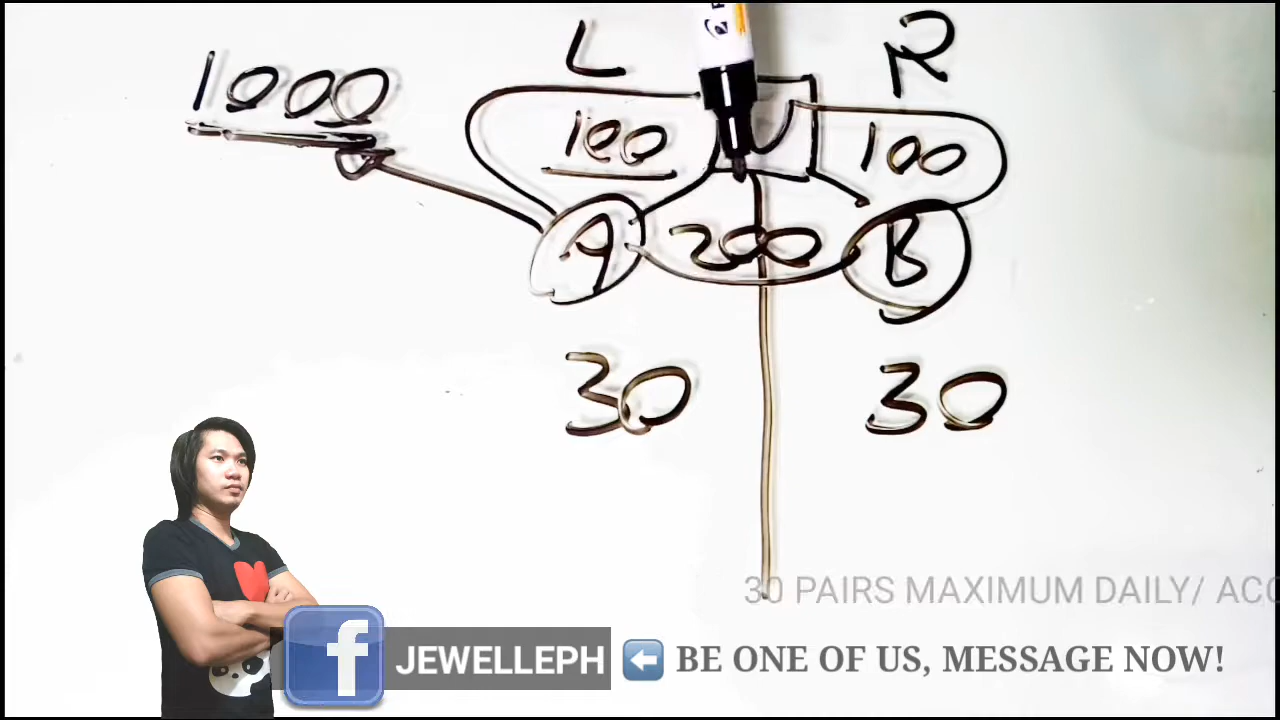 L R
1000
100 U 100
A 200 B
30 30
30 PAIRS MAXIMUM DAILY/ ACC
JEWELLEPH BE ONE OF US, MESSAGE NOW!